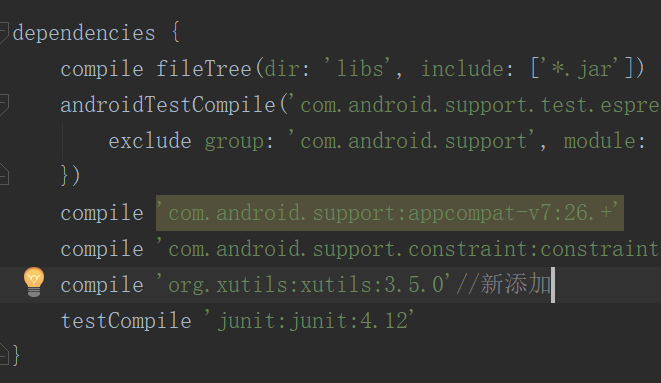 dependencies {
compile fileTree(dir: 'libs', include: ['*.jar'])
androidTestCompile('com.android.support.test.espre
exclude group: 'com.android.support', module:
})
compile 'com.android.support:appcompat-v7:26.+'
compile 'com.android.support.constraint:constraint
compile 'org.xutils:xutils:3.5.0'//新添加
testCompile 'junit:junit:4.12'
}